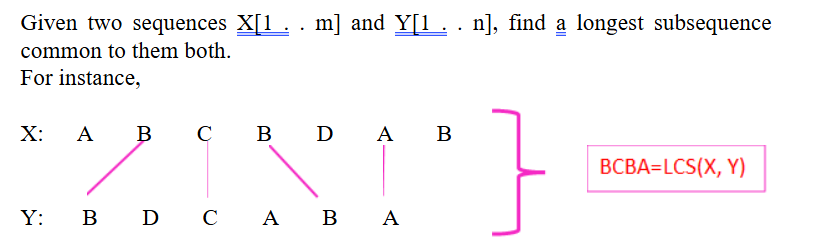 Given two sequences X[1 . . m] and Y[1 . . n], find a longest subsequence
common to them both.
For instance,
X: A B C B D A B
BCBA=LCS(X, Y)
Y: B D C A B A